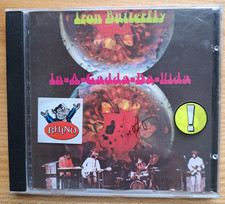 Iron Butterfly
In-A-Gadda-Da-Vida
RHINO
!